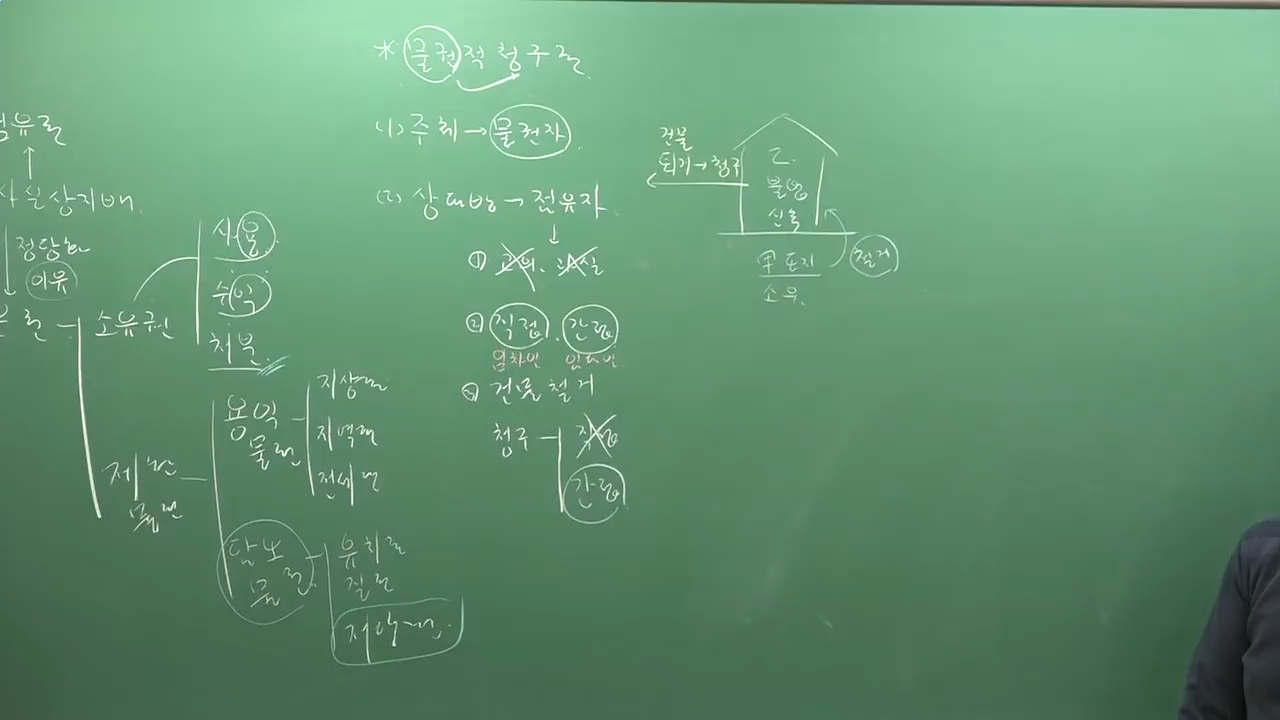 * 물권적 청구권
(1) 주체 → 물권자
(2) 상대방 → 점유자
↓
① 고의, 과실
② 직접, 간접
임차인 임대인
③ 건물철거
청구 직접
간접
점유권
↑
사실상지배
정당한
이유
소유권
사용
수익
처분
제한
물권
용익
물권
지상권
지역권
전세권
담보
물권
유치권
질권
저당권
건물
퇴거→청구
乙
불법
신축
甲 토지
소유
철거